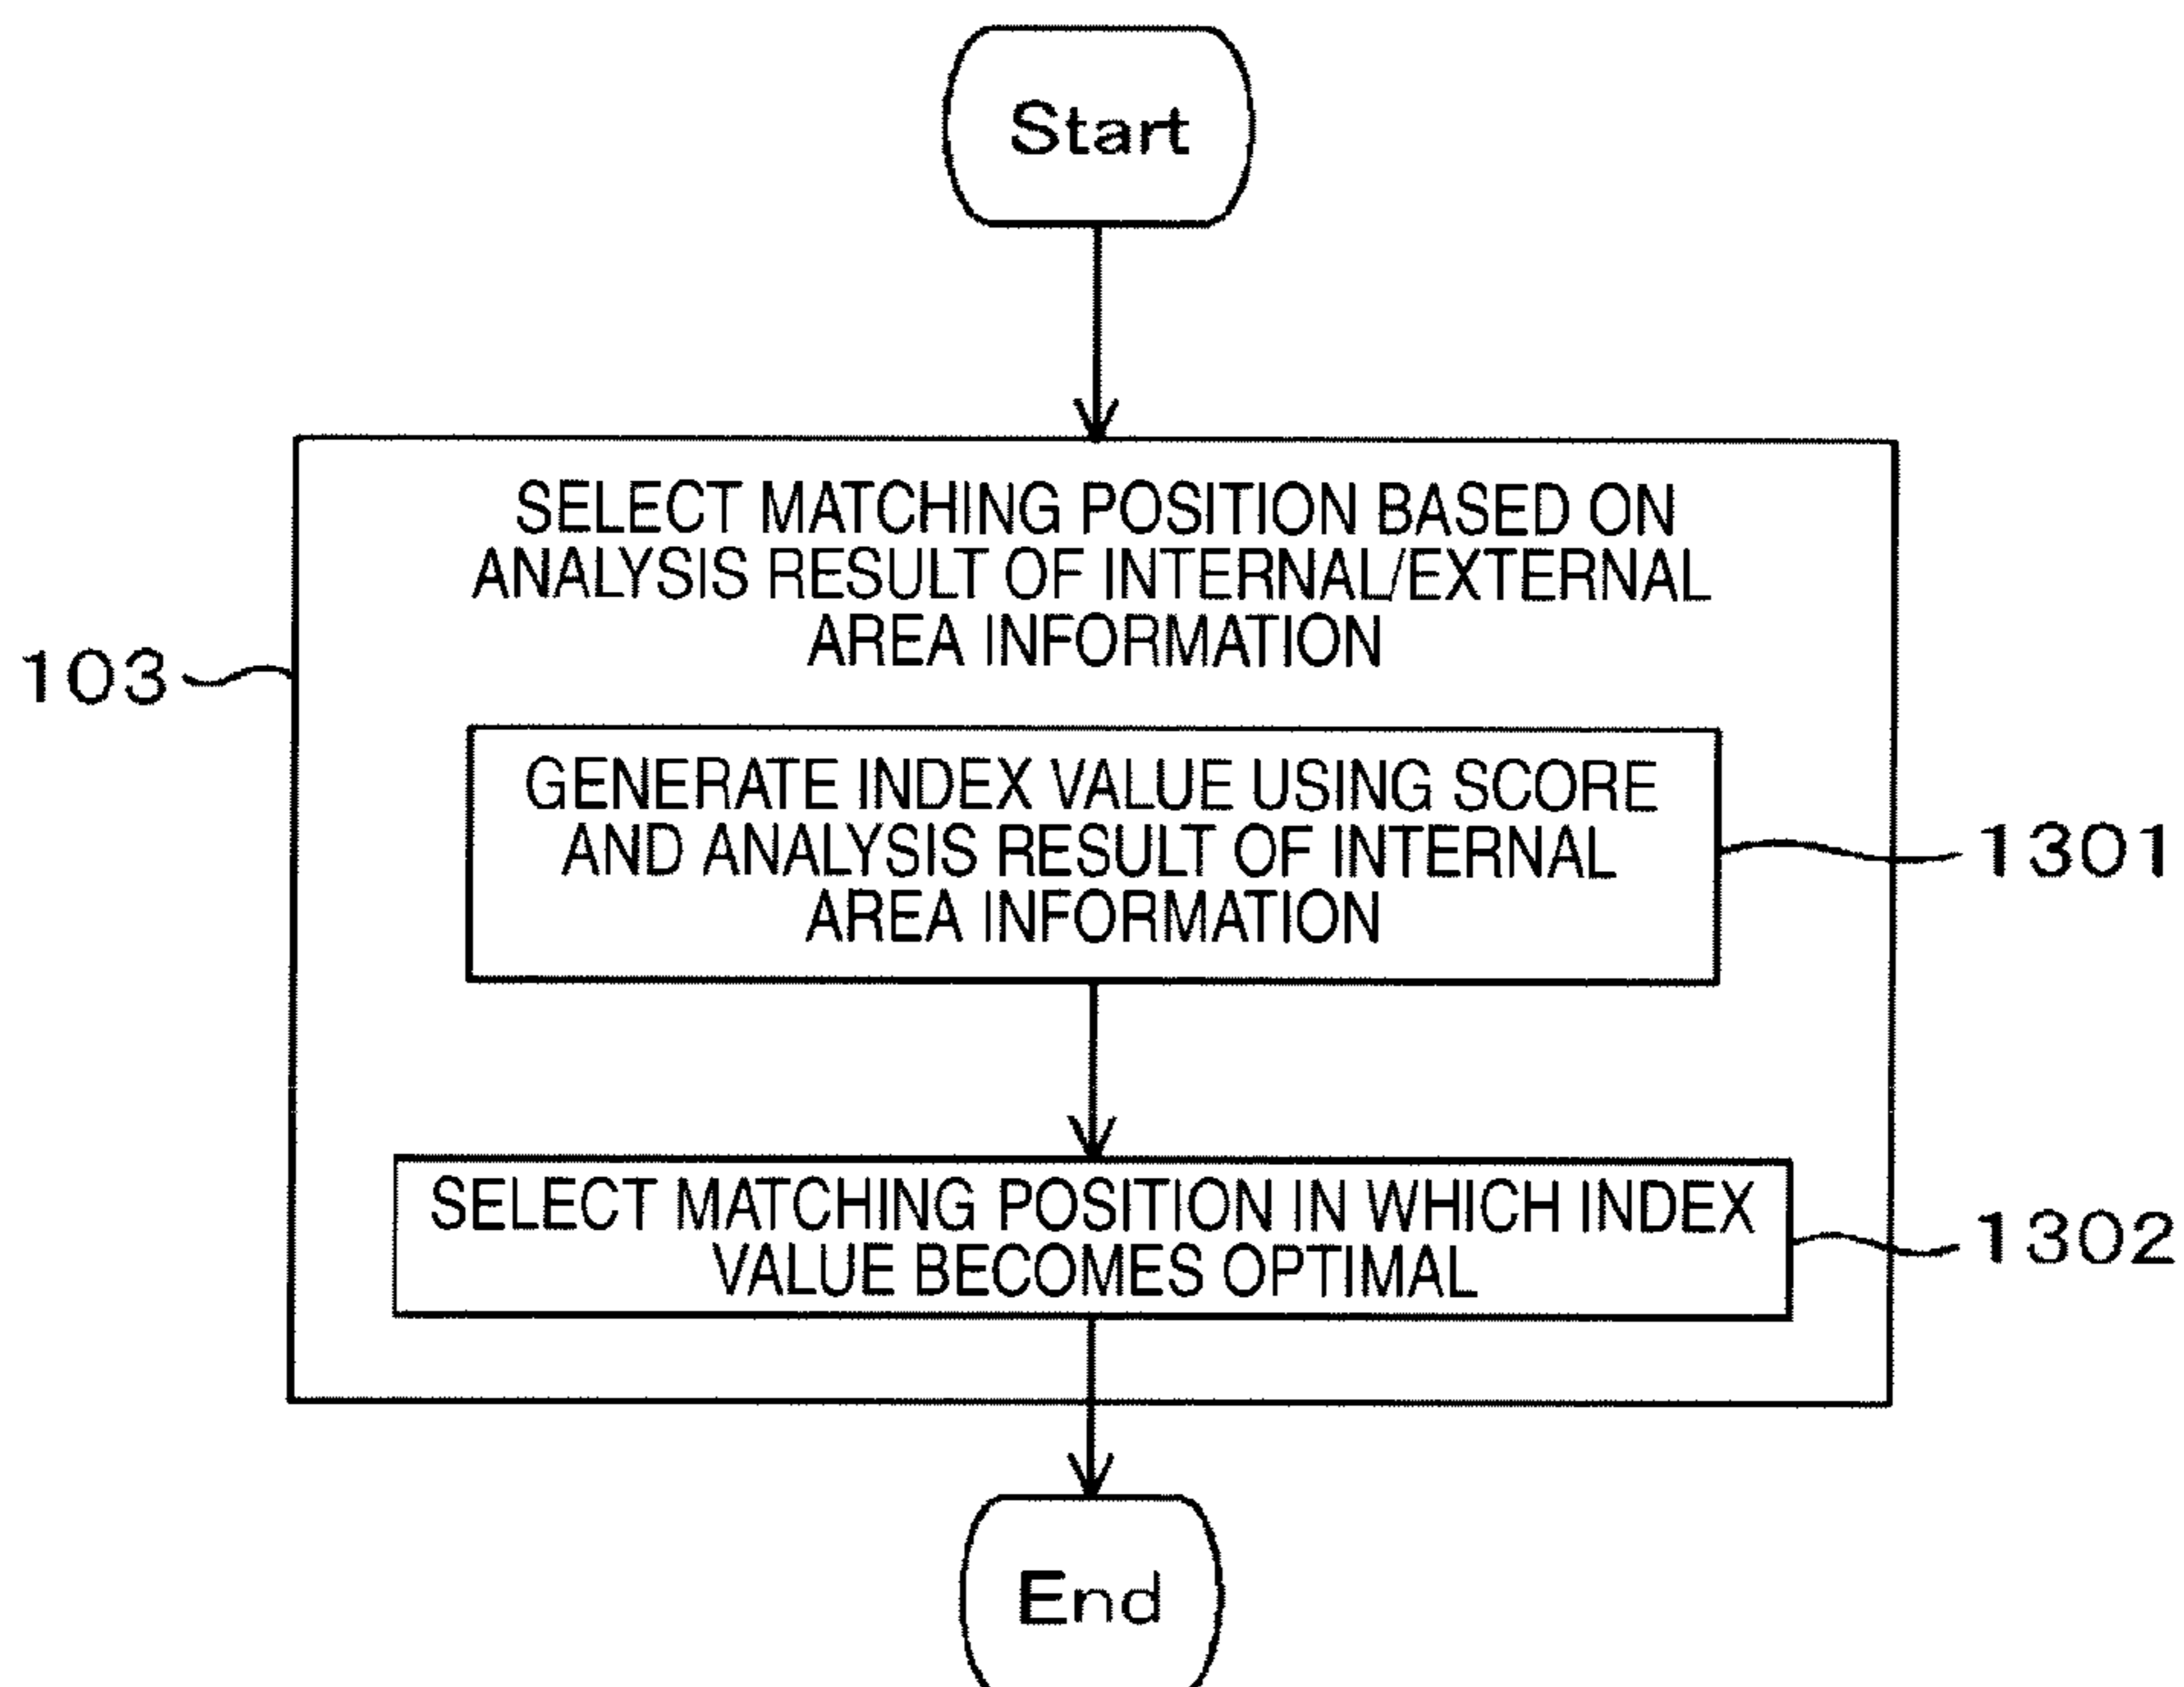 Start
SELECT MATCHING POSITION BASED ON
ANALYSIS RESULT OF INTERNAL/EXTERNAL
AREA INFORMATION
103
GENERATE INDEX VALUE USING SCORE
AND ANALYSIS RESULT OF INTERNAL
AREA INFORMATION
1301
SELECT MATCHING POSITION IN WHICH INDEX
VALUE BECOMES OPTIMAL
1302
End